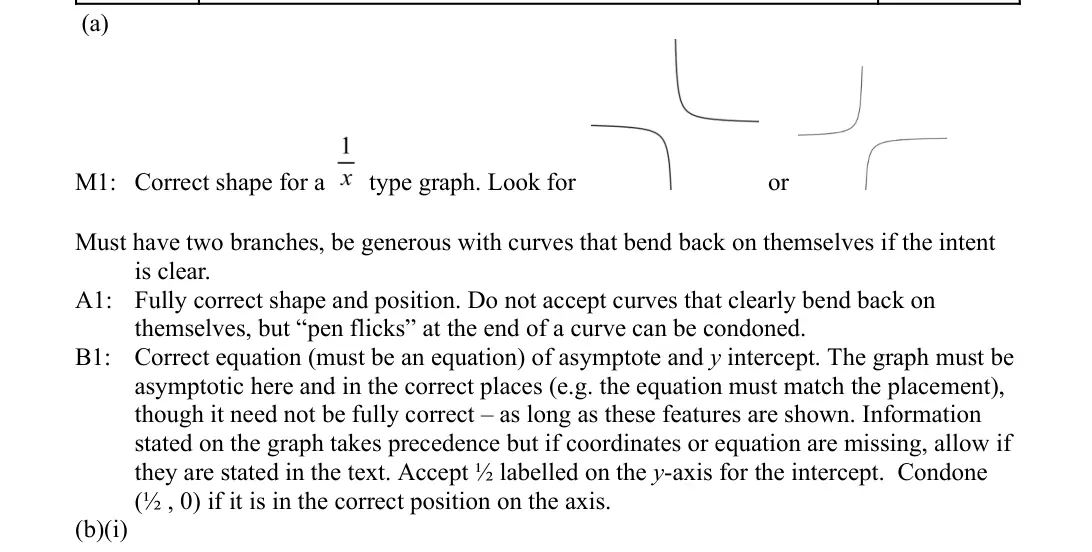 (a)
M1: Correct shape for a 1/x type graph. Look for or
Must have two branches, be generous with curves that bend back on themselves if the intent
is clear.
A1: Fully correct shape and position. Do not accept curves that clearly bend back on
themselves, but “pen flicks” at the end of a curve can be condoned.
B1: Correct equation (must be an equation) of asymptote and y intercept. The graph must be
asymptotic here and in the correct places (e.g. the equation must match the placement),
though it need not be fully correct – as long as these features are shown. Information
stated on the graph takes precedence but if coordinates or equation are missing, allow if
they are stated in the text. Accept ½ labelled on the y-axis for the intercept.  Condone
(½ , 0) if it is in the correct position on the axis.
(b)(i)